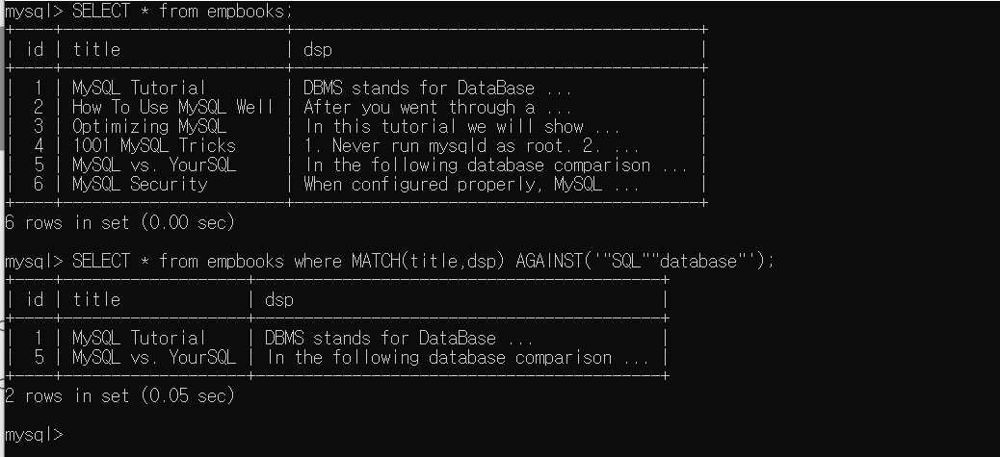 mysql> SELECT * from empbooks;
+----+-----------------------+------------------------------------------+
| id | title                 | dsp                                      |
+----+-----------------------+------------------------------------------+
|  1 | MySQL Tutorial        | DBMS stands for DataBase ...             |
|  2 | How To Use MySQL Well | After you went through a ...             |
|  3 | Optimizing MySQL      | In this tutorial we will show ...        |
|  4 | 1001 MySQL Tricks     | 1. Never run mysqld as root. 2. ...      |
|  5 | MySQL vs. YourSQL     | In the following database comparison ... |
|  6 | MySQL Security        | When configured properly, MySQL ...      |
+----+-----------------------+------------------------------------------+
6 rows in set (0.00 sec)
mysql> SELECT * from empbooks where MATCH(title,dsp) AGAINST('"SQL""database"');
+----+-------------------+------------------------------------------+
| id | title             | dsp                                      |
+----+-------------------+------------------------------------------+
|  1 | MySQL Tutorial    | DBMS stands for DataBase ...             |
|  5 | MySQL vs. YourSQL | In the following database comparison ... |
+----+-------------------+------------------------------------------+
2 rows in set (0.05 sec)
mysql>